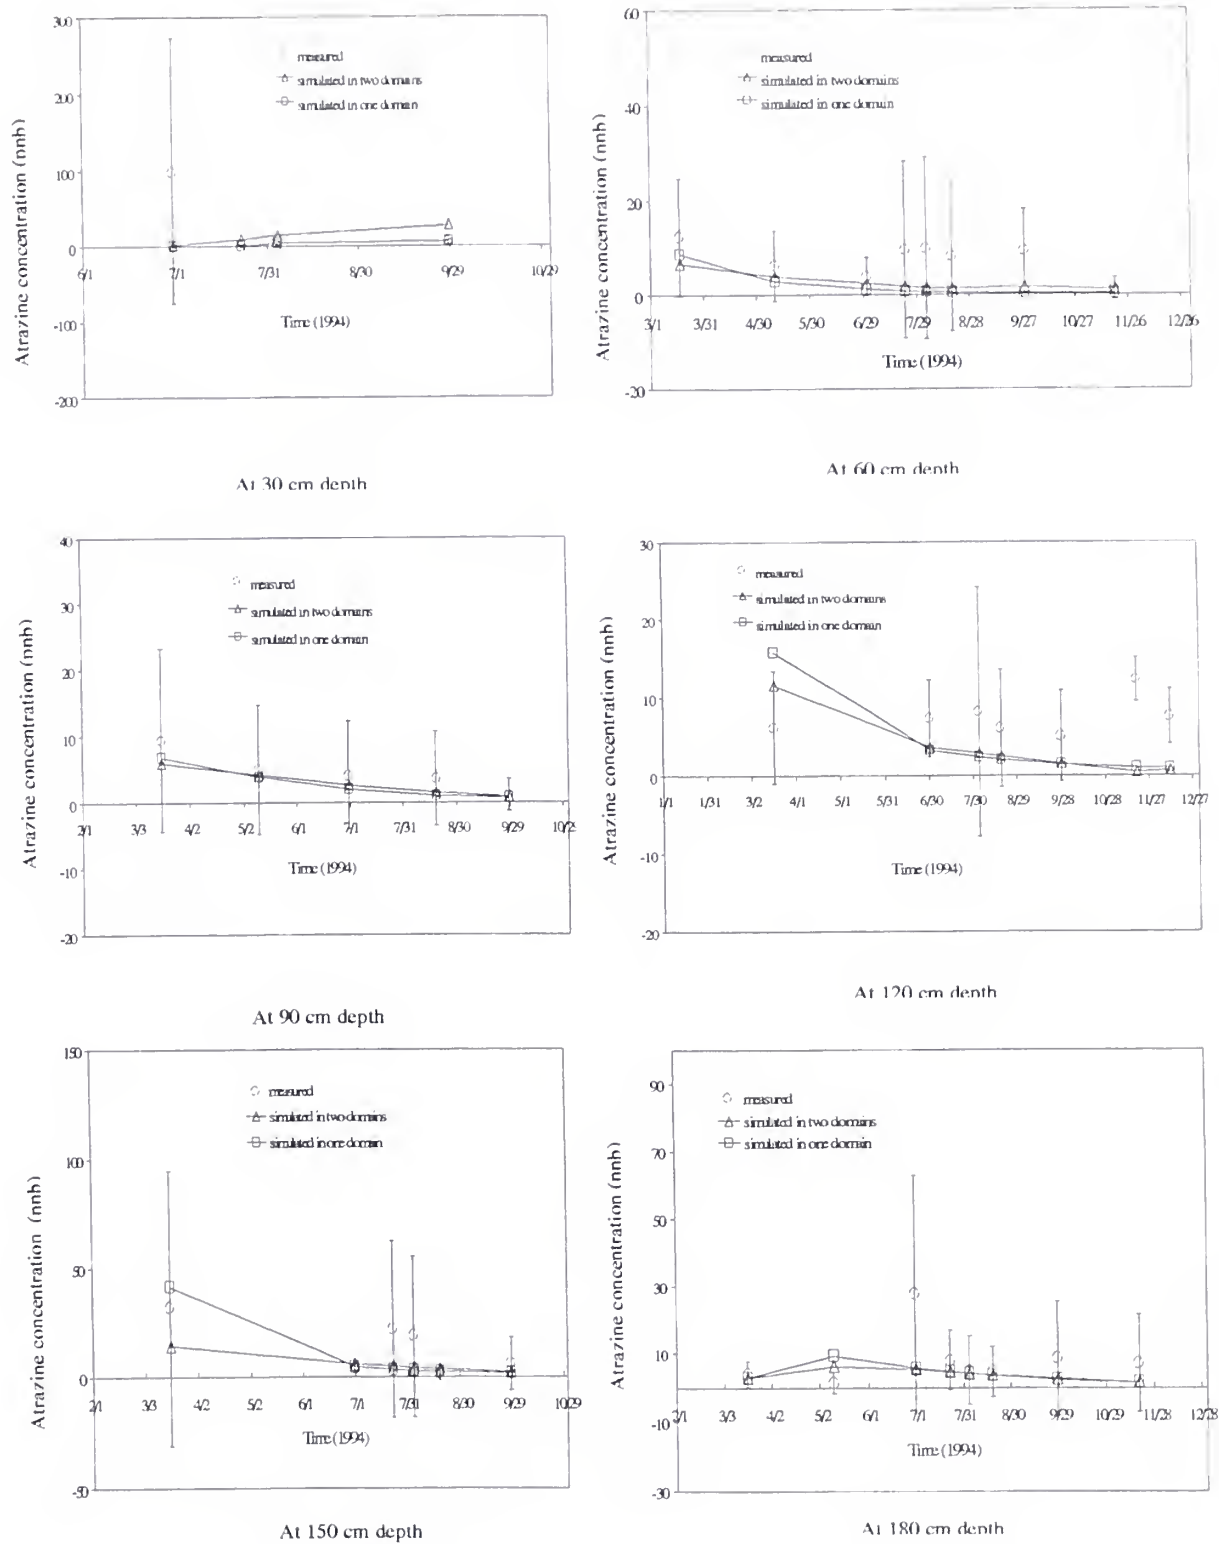 300
200
100
0
-100
-200
6/1
7/1
7/31
8/30
9/29
10/29
measured
simulated in two domains
simulated in one domain
Atrazine concentration (ppb)
Time (1994)
At 30 cm depth
60
40
20
0
-20
3/1
3/31
4/30
5/30
6/29
7/29
8/28
9/27
10/27
11/26
12/26
measured
simulated in two domains
simulated in one domain
Atrazine concentration (ppb)
Time (1994)
At 60 cm depth
40
30
20
10
0
-10
-20
2/1
3/3
4/2
5/2
6/1
7/1
7/31
8/30
9/29
measured
simulated in two domains
simulated in one domain
Atrazine concentration (ppb)
Time (1994)
At 90 cm depth
30
20
10
0
-10
-20
1/1
1/31
3/2
4/1
5/1
5/31
6/30
7/30
8/29
9/28
10/28
11/27
12/27
measured
simulated in two domains
simulated in one domain
Atrazine concentration (ppb)
Time (1994)
At 120 cm depth
150
100
50
0
-50
2/1
3/3
4/2
5/2
6/1
7/1
7/31
8/30
9/29
10/29
measured
simulated in two domains
simulated in one domain
Atrazine concentration (ppb)
Time (1994)
At 150 cm depth
90
70
50
30
10
-10
-30
2/1
3/3
4/2
5/2
6/1
7/1
7/31
8/30
9/29
10/29
11/28
12/28
measured
simulated in two domains
simulated in one domain
Atrazine concentration (ppb)
Time (1994)
At 180 cm depth